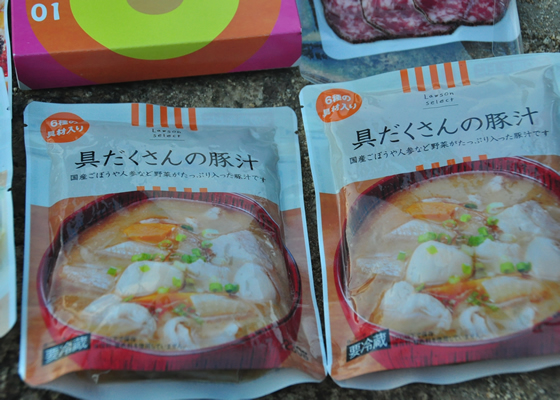 01
6種の
具材入り
LAWSON
select
具だくさんの豚汁
国産ごぼうや人参など野菜がたっぷり入った豚汁です
要冷蔵
6種の
具材入り
LAWSON
select
具だくさんの豚汁
国産ごぼうや人参など野菜がたっぷり入った豚汁です
要冷蔵